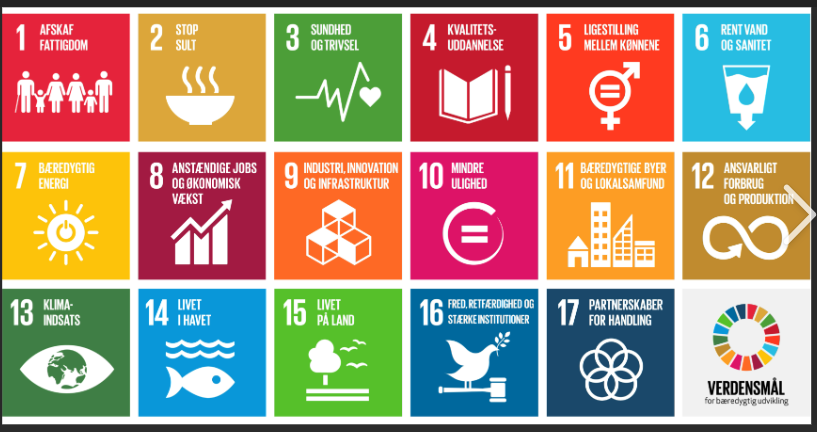 1 AFSKAF
FATTIGDOM
2 STOP
SULT
3 SUNDHED
OG TRIVSEL
4 KVALITETS-
UDDANNELSE
5 LIGESTILLING
MELLEM KØNNENE
6 RENT VAND
OG SANITET
7 BÆREDYGTIG
ENERGI
8 ANSTÆNDIGE JOBS
OG ØKONOMISK
VÆKST
9 INDUSTRI, INNOVATION
OG INFRASTRUKTUR
10 MINDRE
ULIGHED
11 BÆREDYGTIGE BYER
OG LOKALSAMFUND
12 ANSVARLIGT
FORBRUG
OG PRODUKTION
13 KLIMA-
INDSATS
14 LIVET
I HAVET
15 LIVET
PÅ LAND
16 FRED, RETFÆRDIGHED OG
STÆRKE INSTITUTIONER
17 PARTNERSKABER
FOR HANDLING
VERDENSMÅL
for bæredygtig udvikling